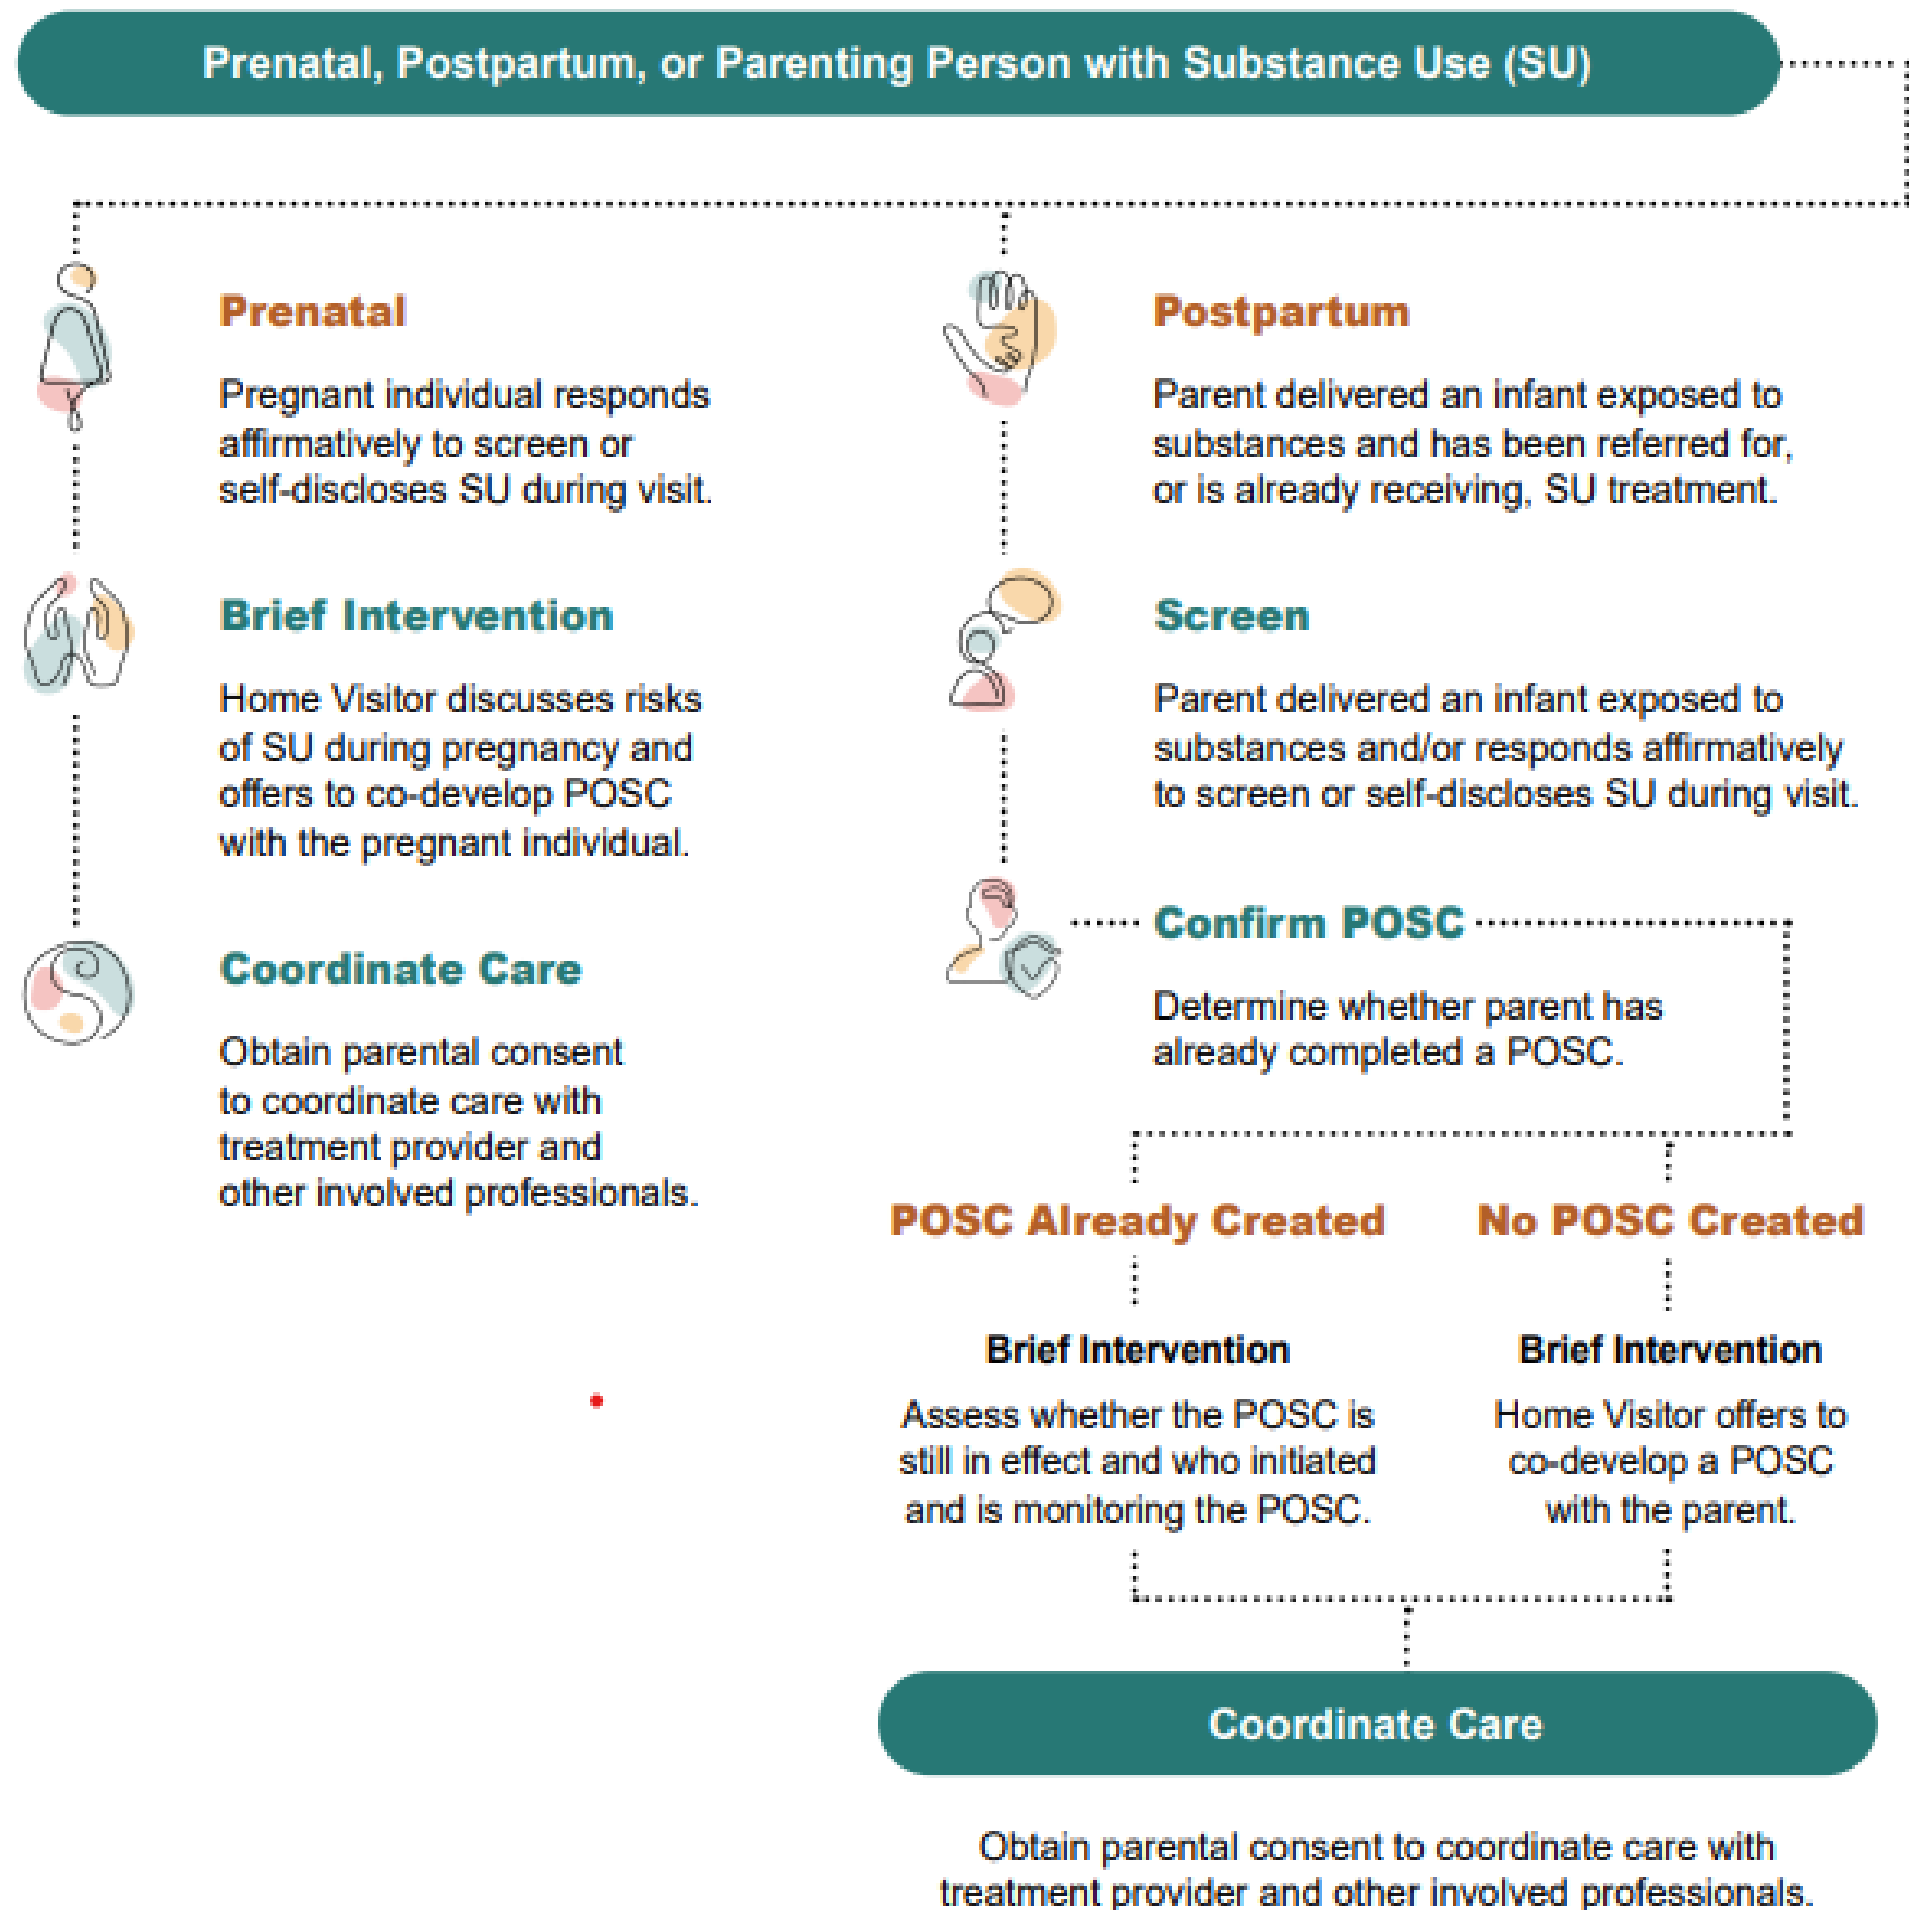 Prenatal, Postpartum, or Parenting Person with Substance Use (SU)
Prenatal
Pregnant individual responds
affirmatively to screen or
self-discloses SU during visit.
Brief Intervention
Home Visitor discusses risks
of SU during pregnancy and
offers to co-develop POSC
with the pregnant individual.
Coordinate Care
Obtain parental consent
to coordinate care with
treatment provider and
other involved professionals.
Postpartum
Parent delivered an infant exposed to
substances and has been referred for,
or is already receiving, SU treatment.
Screen
Parent delivered an infant exposed to
substances and/or responds affirmatively
to screen or self-discloses SU during visit.
Confirm POSC
Determine whether parent has
already completed a POSC.
POSC Already Created
Brief Intervention
Assess whether the POSC is
still in effect and who initiated
and is monitoring the POSC.
No POSC Created
Brief Intervention
Home Visitor offers to
co-develop a POSC
with the parent.
Coordinate Care
Obtain parental consent to coordinate care with
treatment provider and other involved professionals.